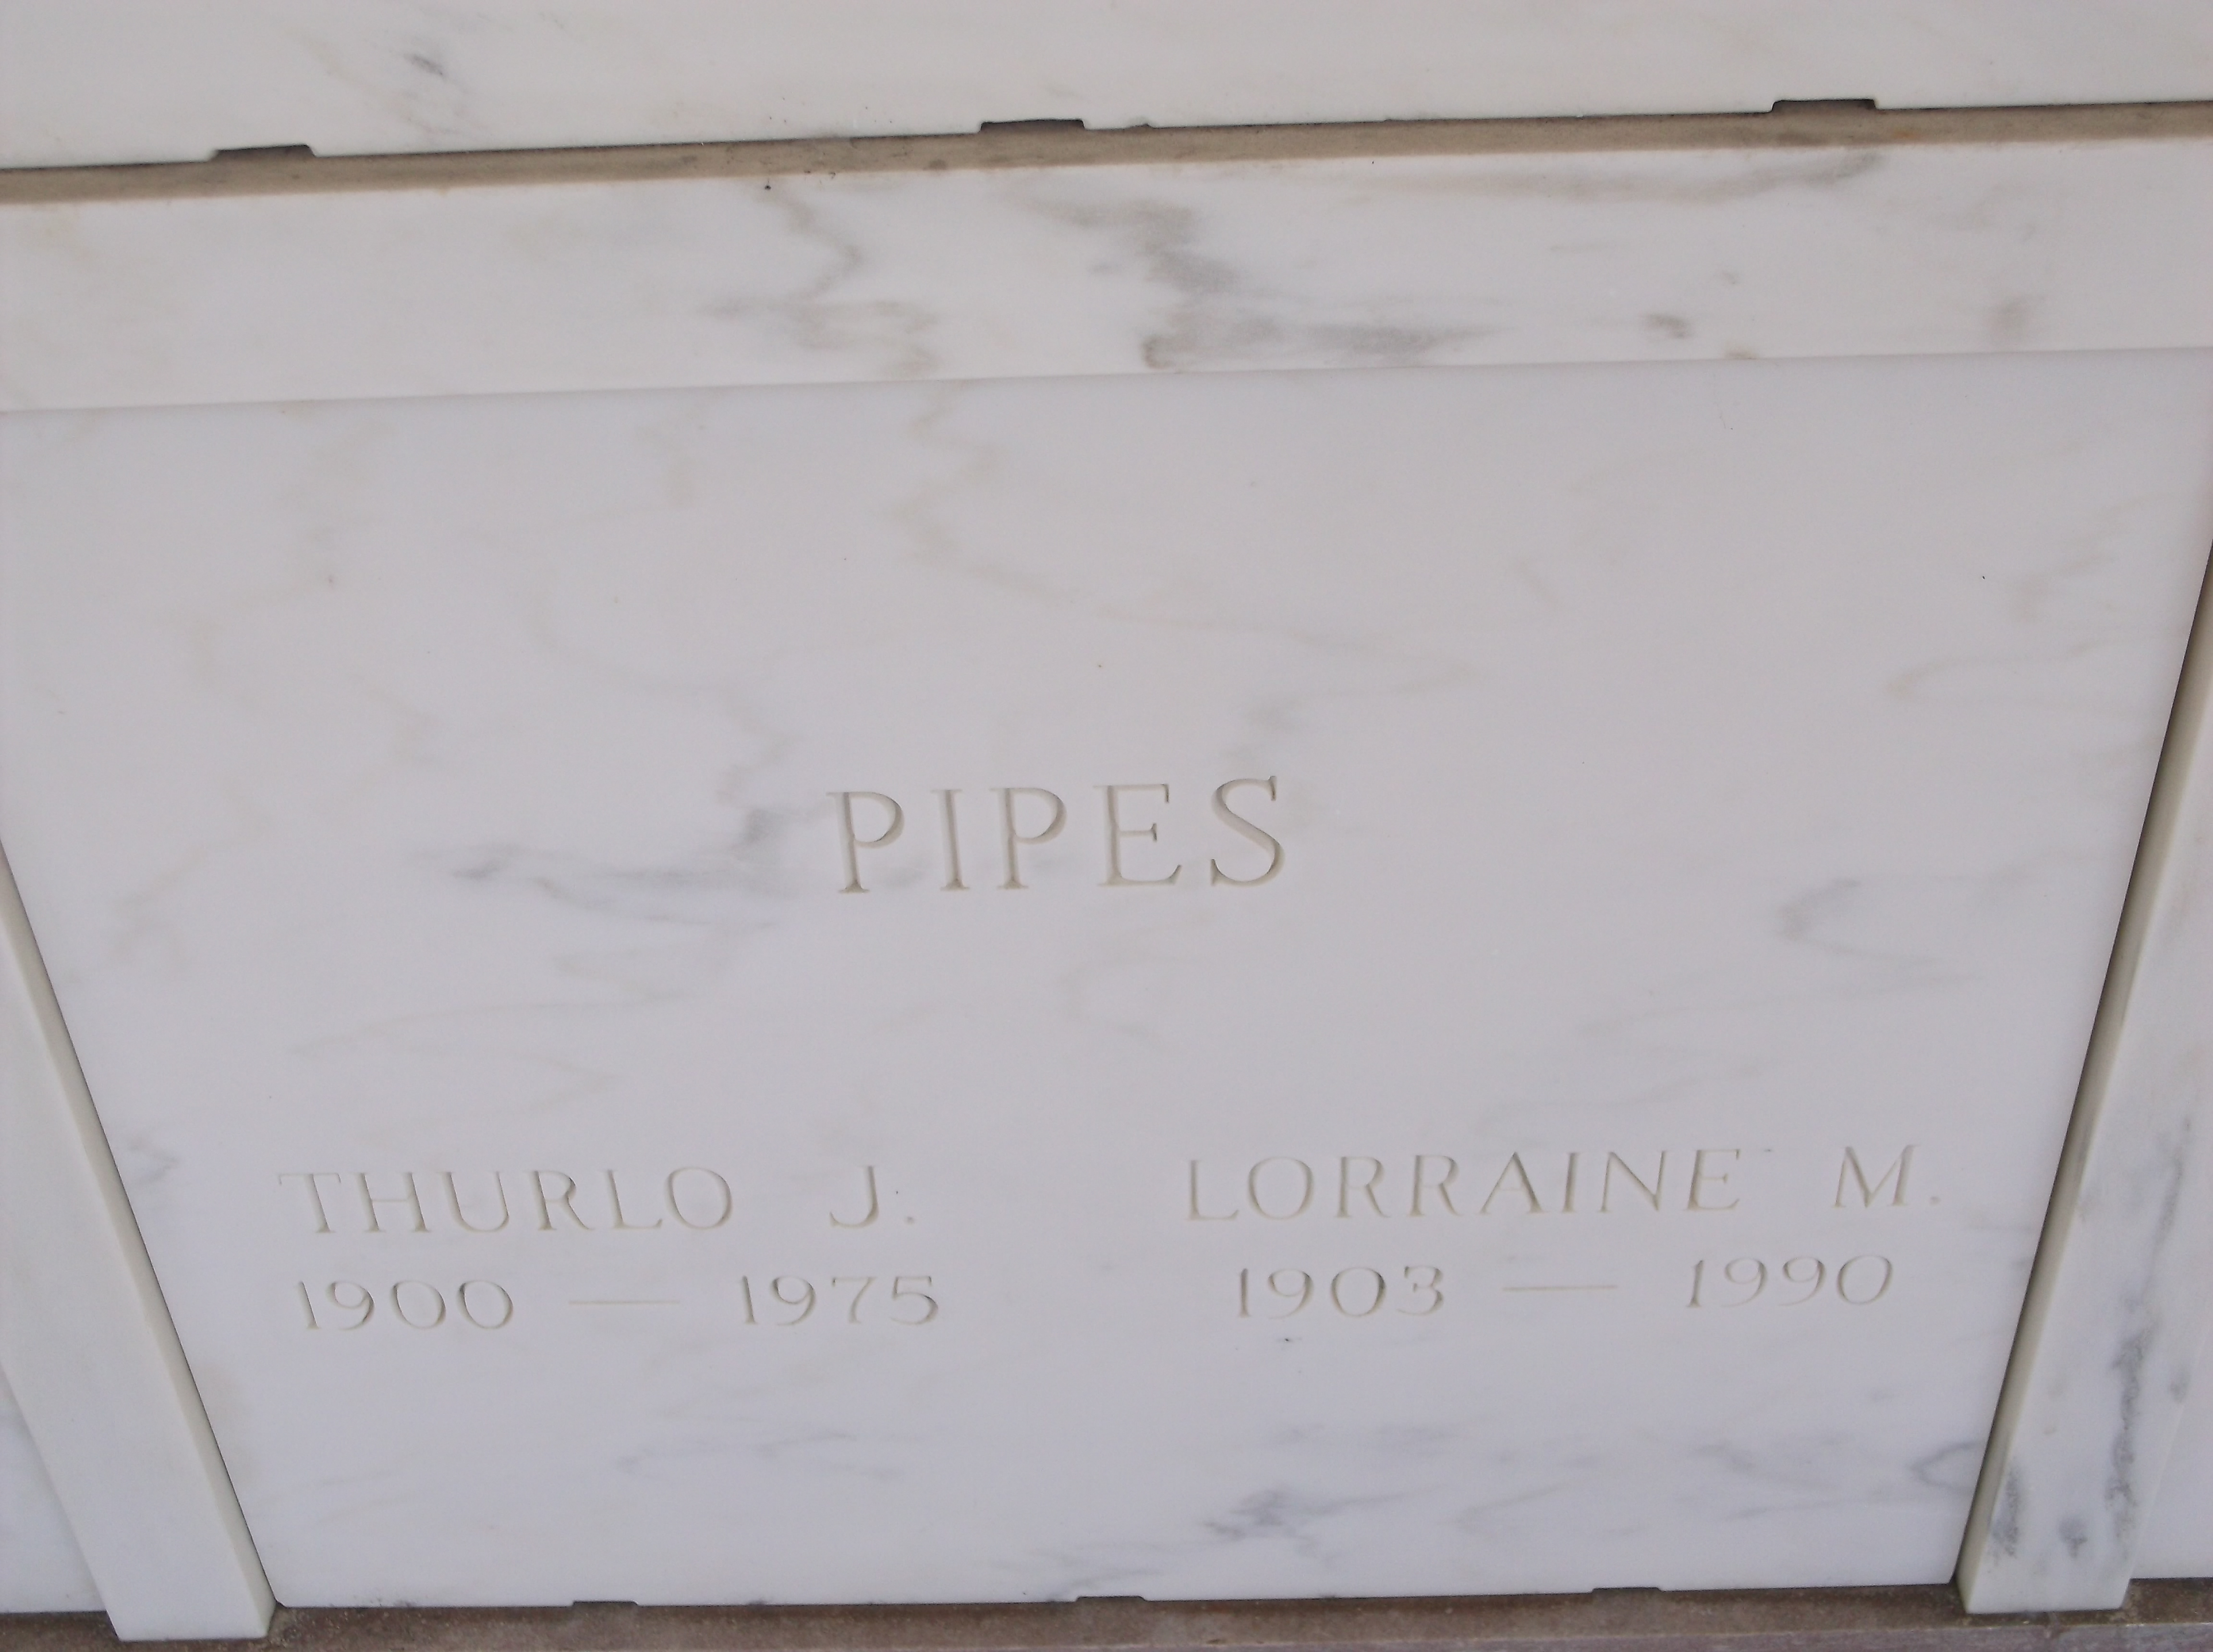 PIPES
THURLO J. LORRAINE M.
1900 — 1975 1903 — 1990